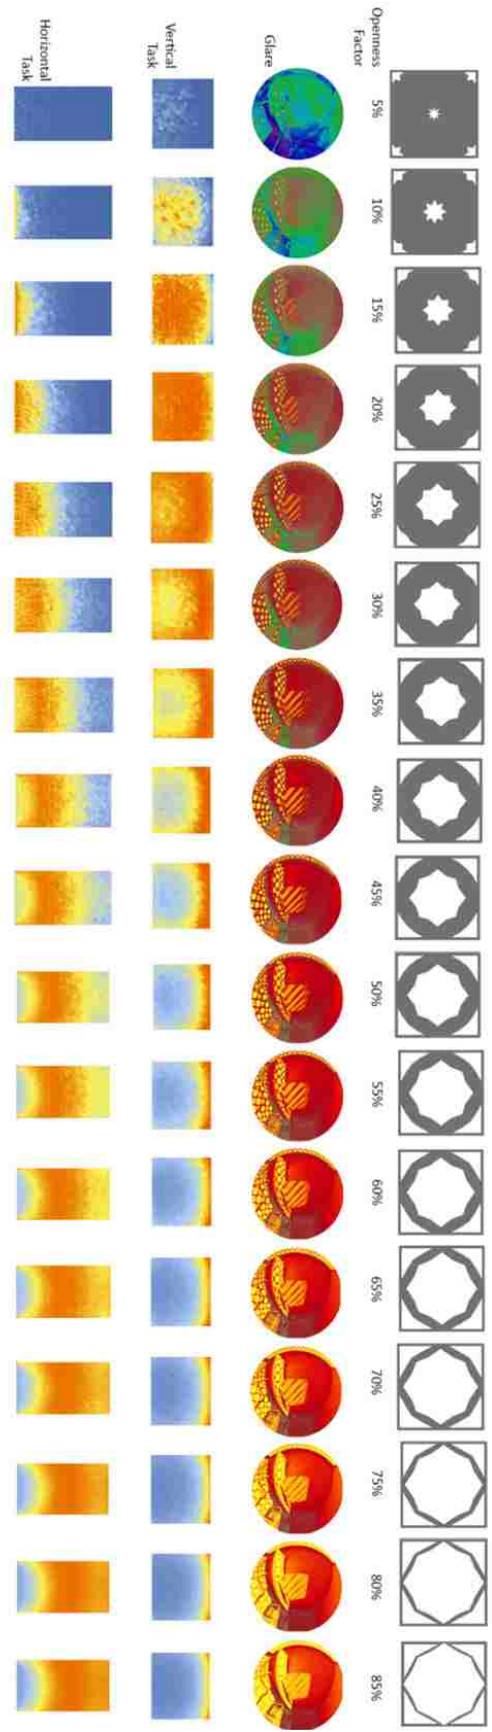 Openness
Factor
5%
10%
15%
20%
25%
30%
35%
40%
45%
50%
55%
60%
65%
70%
75%
80%
85%
Glare
Vertical
Task
Horizontal
Task